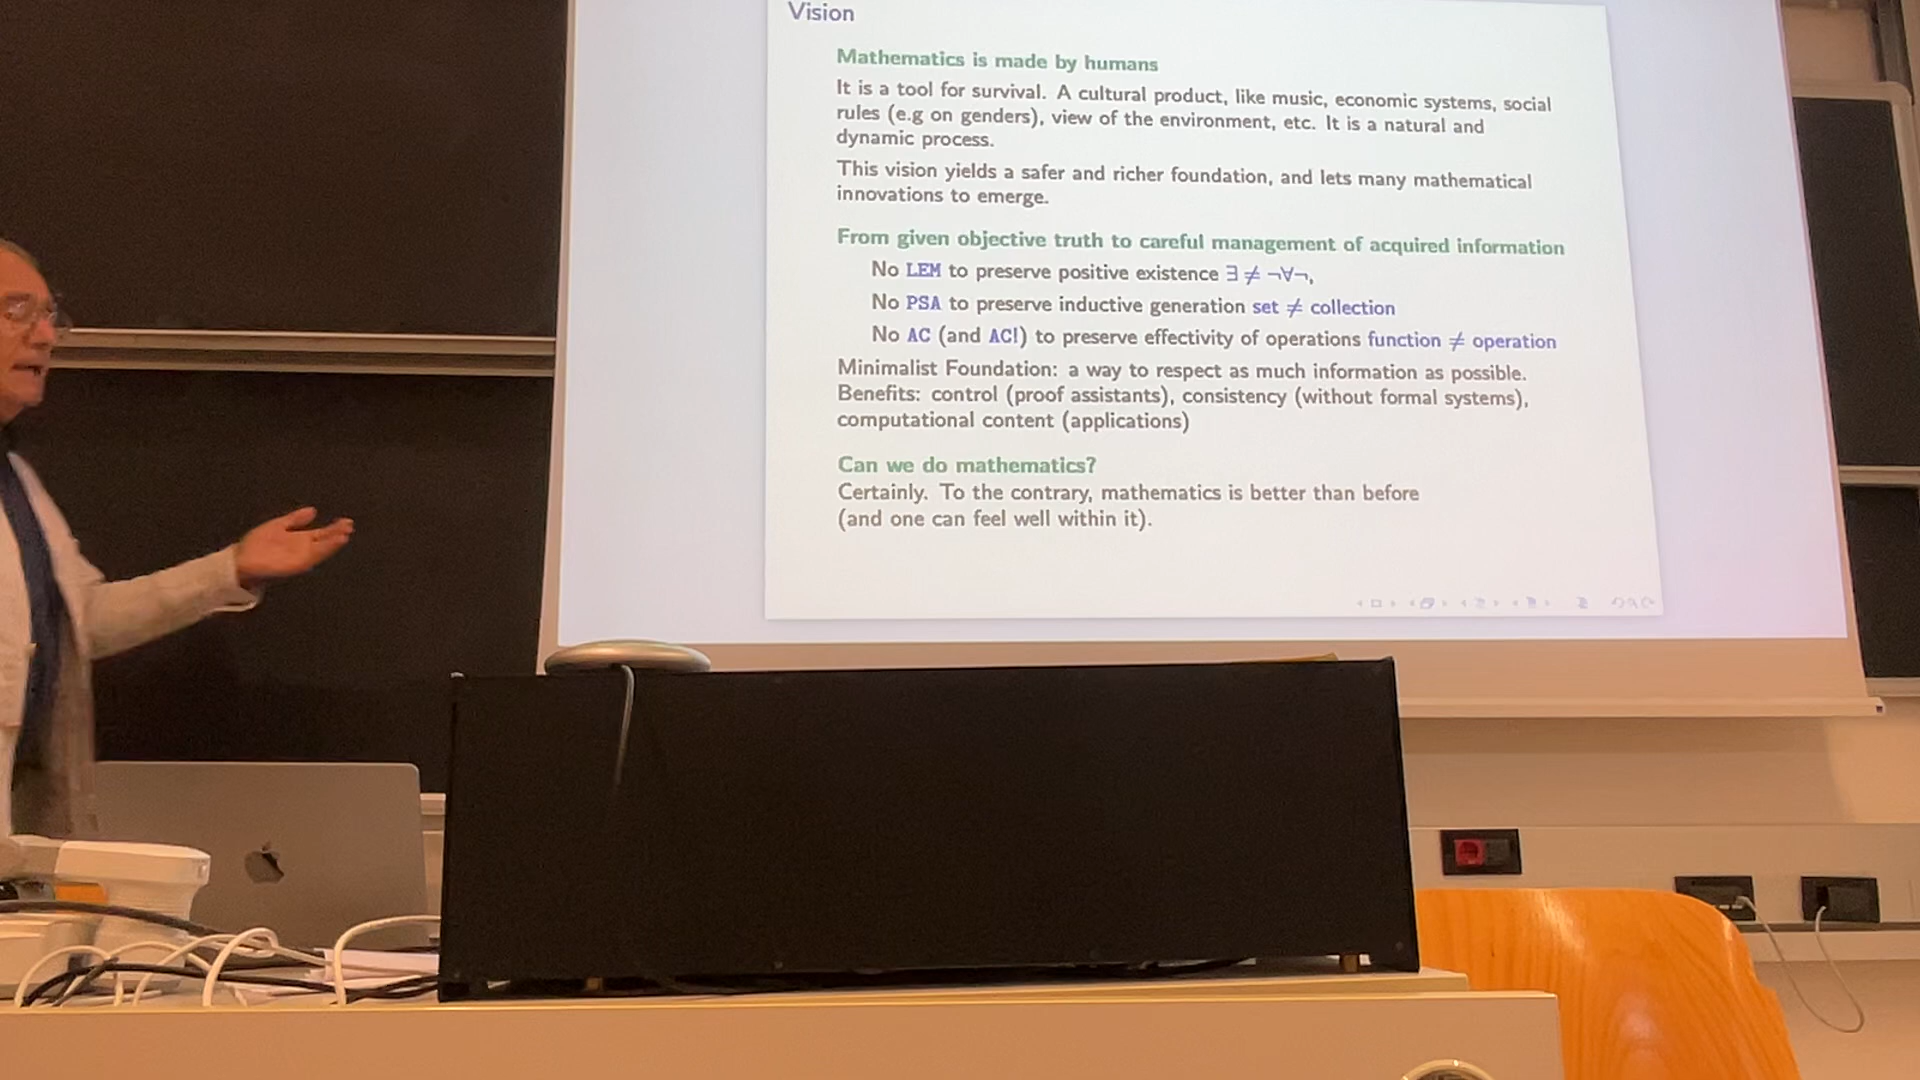 Vision
Mathematics is made by humans
It is a tool for survival. A cultural product, like music, economic systems, social
rules (e.g on genders), view of the environment, etc. It is a natural and
dynamic process.
This vision yields a safer and richer foundation, and lets many mathematical
innovations to emerge.
From given objective truth to careful management of acquired information
No LEM to preserve positive existence ∃ ≠ ¬∀¬,
No PSA to preserve inductive generation set ≠ collection
No AC (and AC!) to preserve effectivity of operations function ≠ operation
Minimalist Foundation: a way to respect as much information as possible.
Benefits: control (proof assistants), consistency (without formal systems),
computational content (applications)
Can we do mathematics?
Certainly. To the contrary, mathematics is better than before
(and one can feel well within it).